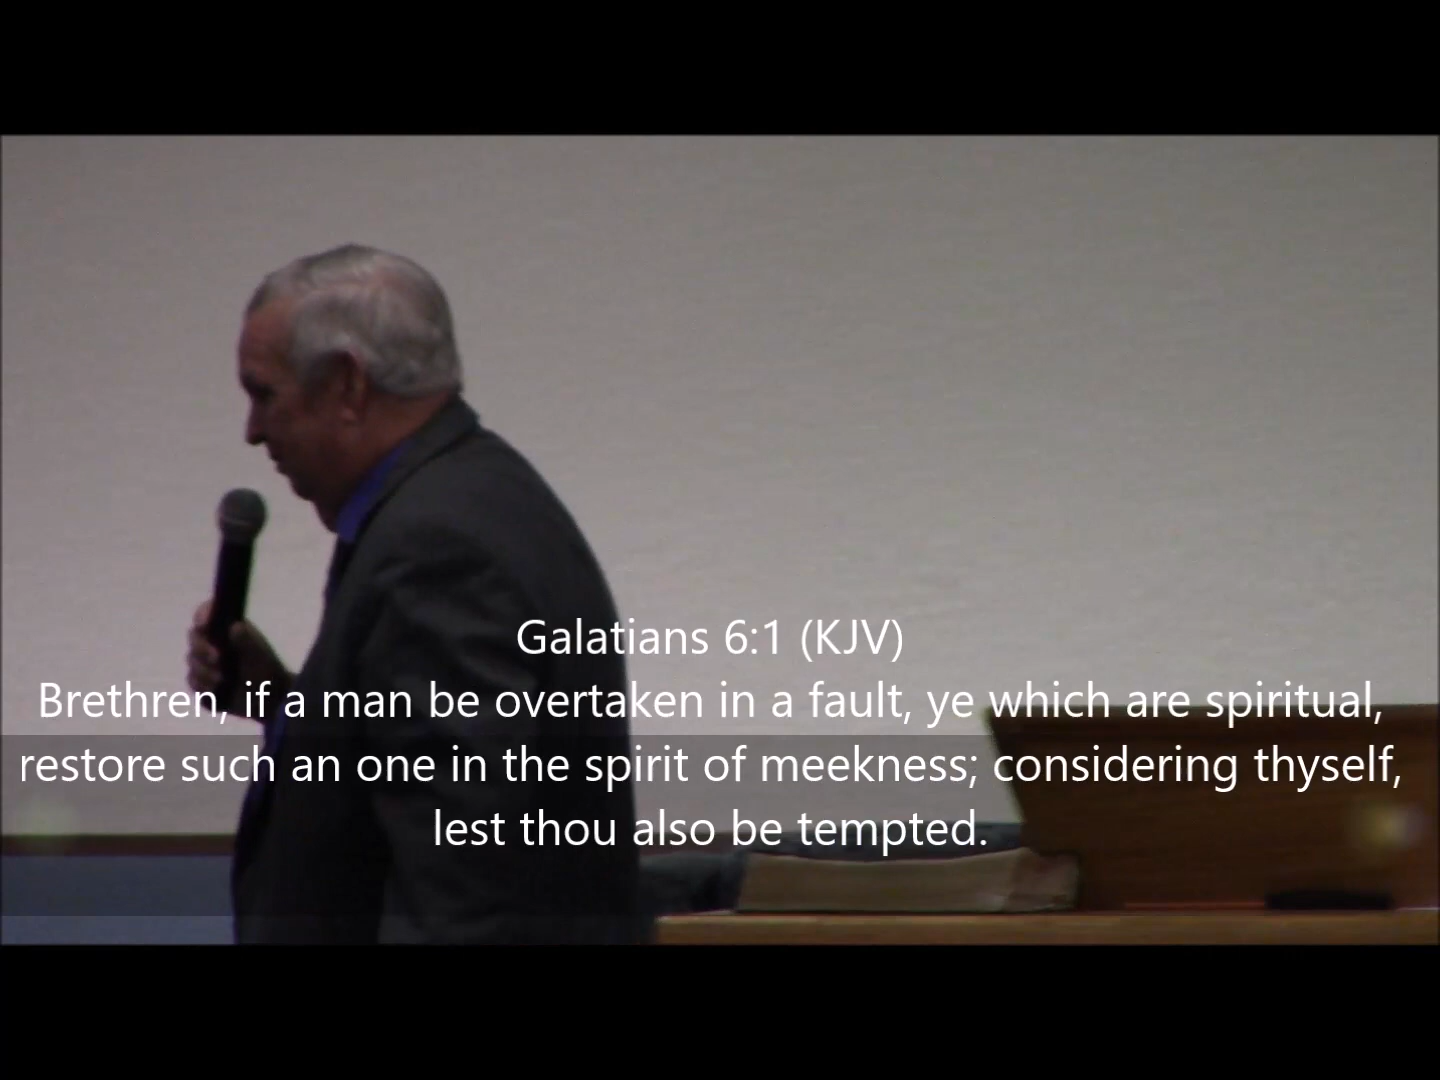 Galatians 6:1 (KJV)
Brethren, if a man be overtaken in a fault, ye which are spiritual,
restore such an one in the spirit of meekness; considering thyself,
lest thou also be tempted.